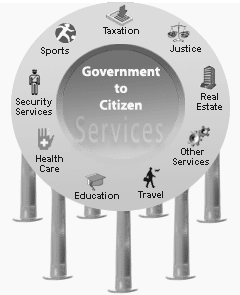 Taxation
Sports
Justice
Government
to
Citizen
Services
Security
Services
Real
Estate
Health
Care
Other
Services
Education
Travel